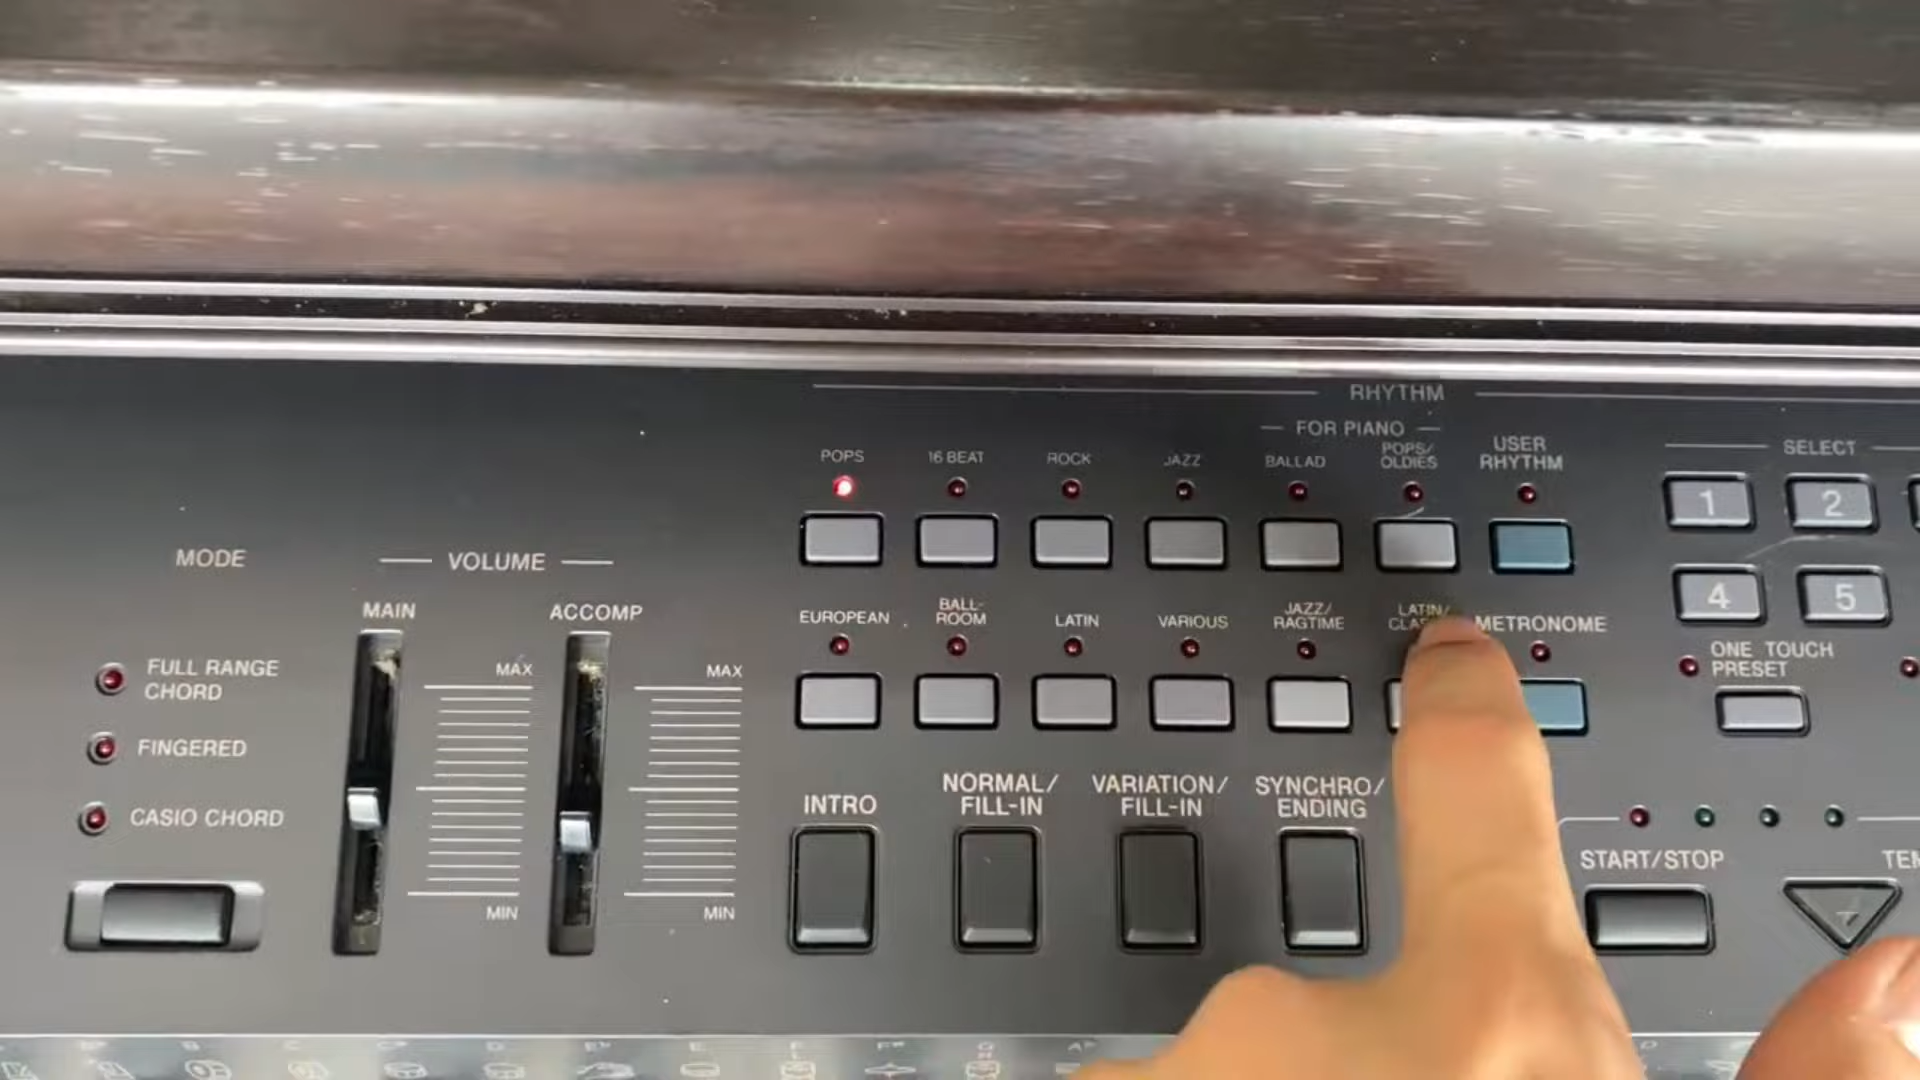 RHYTHM
FOR PIANO
POPS
16 BEAT
ROCK
JAZZ
BALLAD
POPS/
OLDIES
USER
RHYTHM
SELECT
1
2
4
5
MODE
VOLUME
MAIN
ACCOMP
MAX
MAX
MIN
MIN
FULL RANGE
CHORD
FINGERED
CASIO CHORD
EUROPEAN
BALL-
ROOM
LATIN
VARIOUS
JAZZ/
RAGTIME
LATIN/
METRONOME
ONE TOUCH
PRESET
INTRO
NORMAL/
FILL-IN
VARIATION/
FILL-IN
SYNCHRO/
ENDING
START/STOP